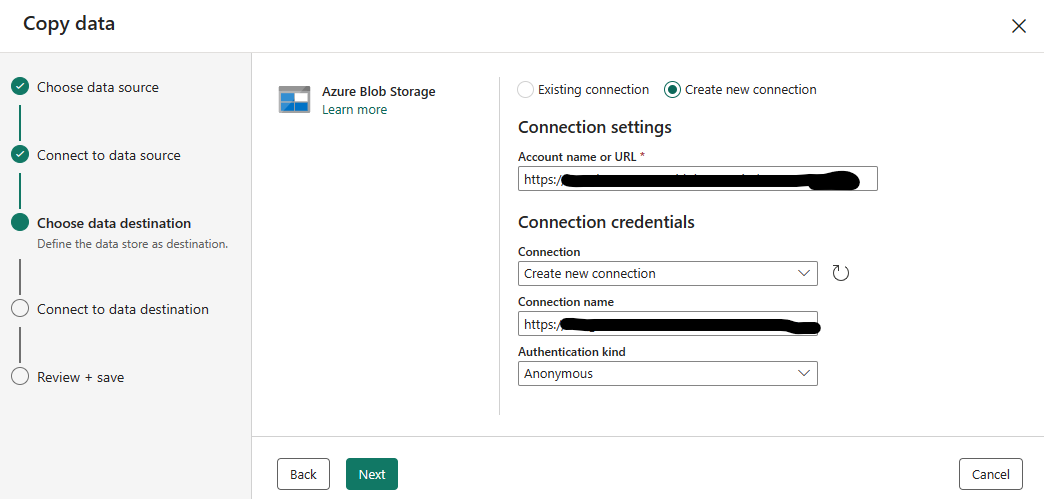 Copy data
Choose data source
Connect to data source
Choose data destination
Define the data store as destination.
Connect to data destination
Review + save
Azure Blob Storage
Learn more
Existing connection
Create new connection
Connection settings
Account name or URL *
https:/
Connection credentials
Connection
Create new connection
Connection name
https:/
Authentication kind
Anonymous
Back
Next
Cancel